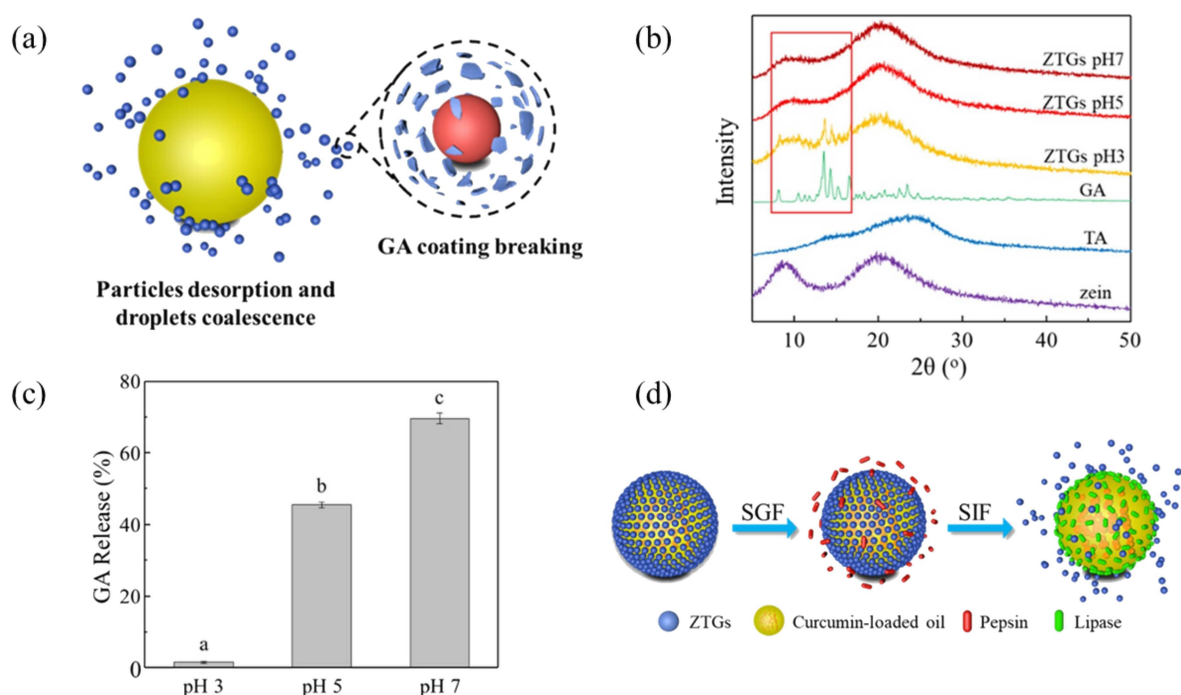 (a)
GA coating breaking
Particles desorption and
droplets coalescence
(b)
Intensity
ZTGs pH7
ZTGs pH5
ZTGs pH3
GA
TA
zein
10
20
30
40
50
2θ (°)
(c)
GA Release (%)
80
60
40
20
0
a
b
c
pH 3
pH 5
pH 7
(d)
SGF
SIF
ZTGs
Curcumin-loaded oil
Pepsin
Lipase